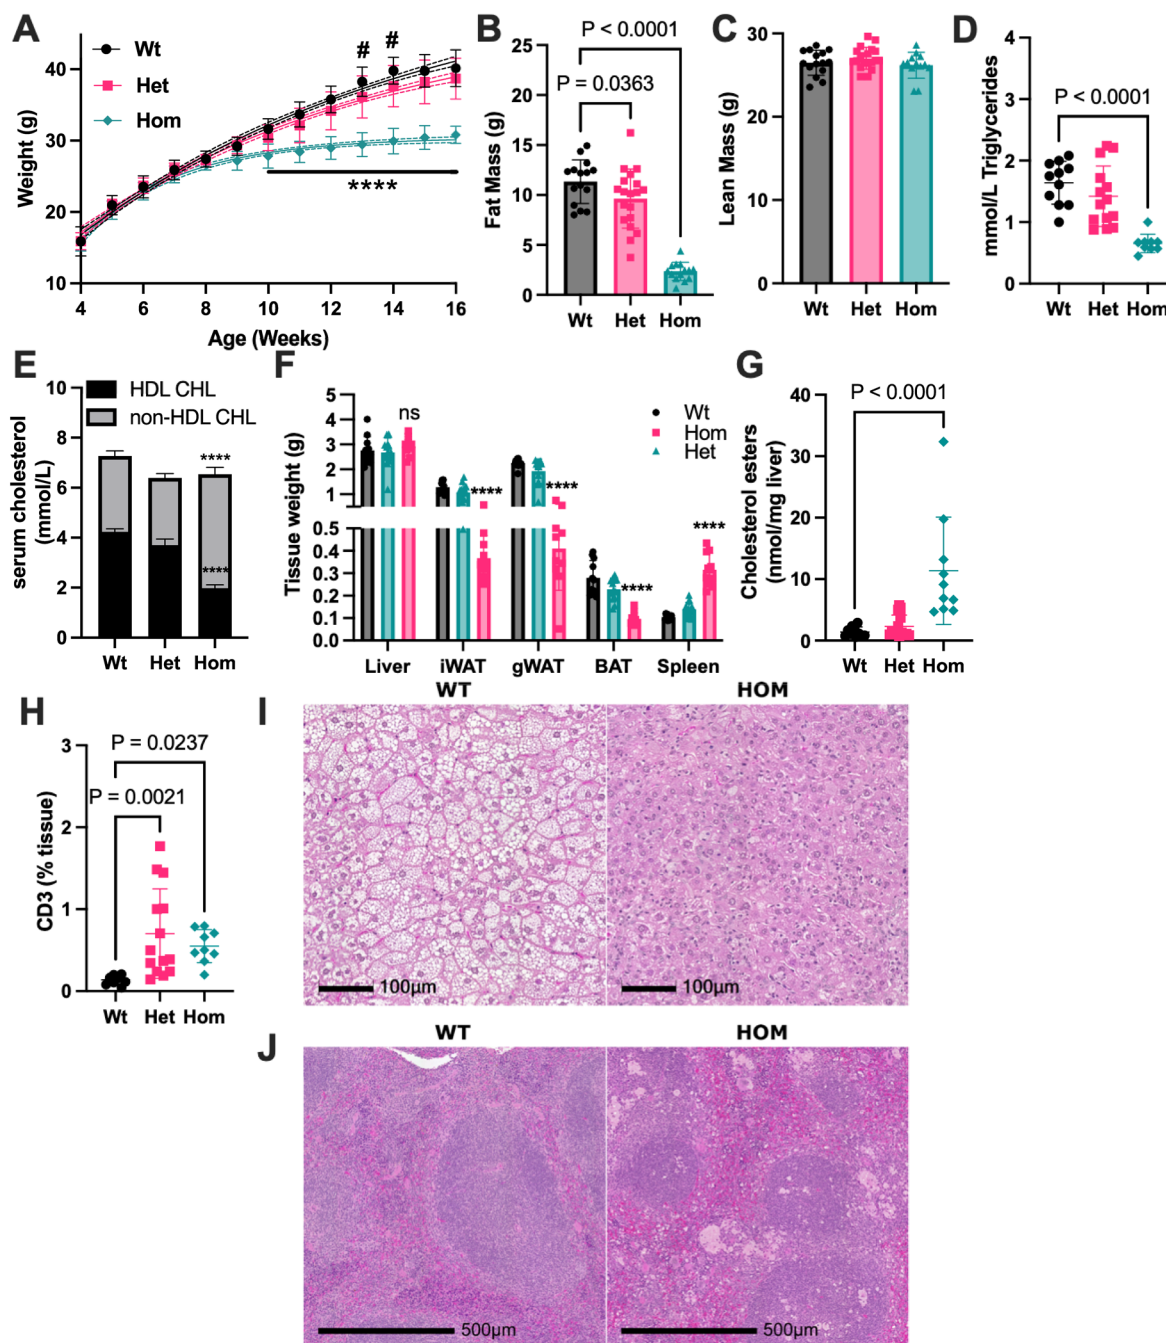 A
Weight (g)
40
30
20
10
Wt
Het
Hom
#
#
****
4
6
8
10
12
14
16
Age (Weeks)
B
Fat Mass (g)
25
20
15
10
5
0
P < 0.0001
P = 0.0363
Wt
Het
Hom
C
Lean Mass (g)
30
20
10
0
Wt
Het
Hom
D
mmol/L Triglycerides
4
3
2
1
0
P < 0.0001
Wt
Het
Hom
E
serum cholesterol
(mmol/L)
10
8
6
4
2
0
HDL CHL
non-HDL CHL
****
****
Wt
Het
Hom
F
Tissue weight (g)
5
4
3
2
1
0.5
0.4
0.3
0.2
0.1
0.0
ns
****
****
****
****
Wt
Hom
Het
Liver
iWAT
gWAT
BAT
Spleen
G
Cholesterol esters
(nmol/mg liver)
40
30
20
10
0
P < 0.0001
Wt
Het
Hom
H
CD3 (% tissue)
3
2
1
0
P = 0.0237
P = 0.0021
Wt
Het
Hom
I
WT
HOM
100µm
100µm
J
WT
HOM
500µm
500µm